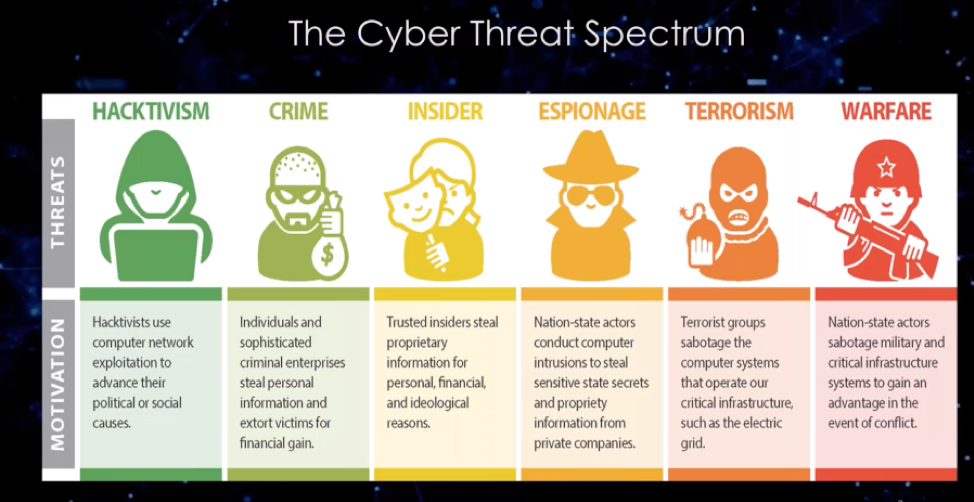 The Cyber Threat Spectrum
HACKTIVISM
CRIME
INSIDER
ESPIONAGE
TERRORISM
WARFARE
THREATS
$
MOTIVATION
Hacktivists use
computer network
exploitation to
advance their
political or social
causes.
Individuals and
sophisticated
criminal enterprises
steal personal
information and
extort victims for
financial gain.
Trusted insiders steal
proprietary
information for
personal, financial,
and ideological
reasons.
Nation-state actors
conduct computer
intrusions to steal
sensitive state secrets
and propriety
information from
private companies.
Terrorist groups
sabotage the
computer systems
that operate our
critical infrastructure,
such as the electric
grid.
Nation-state actors
sabotage military and
critical infrastructure
systems to gain an
advantage in the
event of conflict.